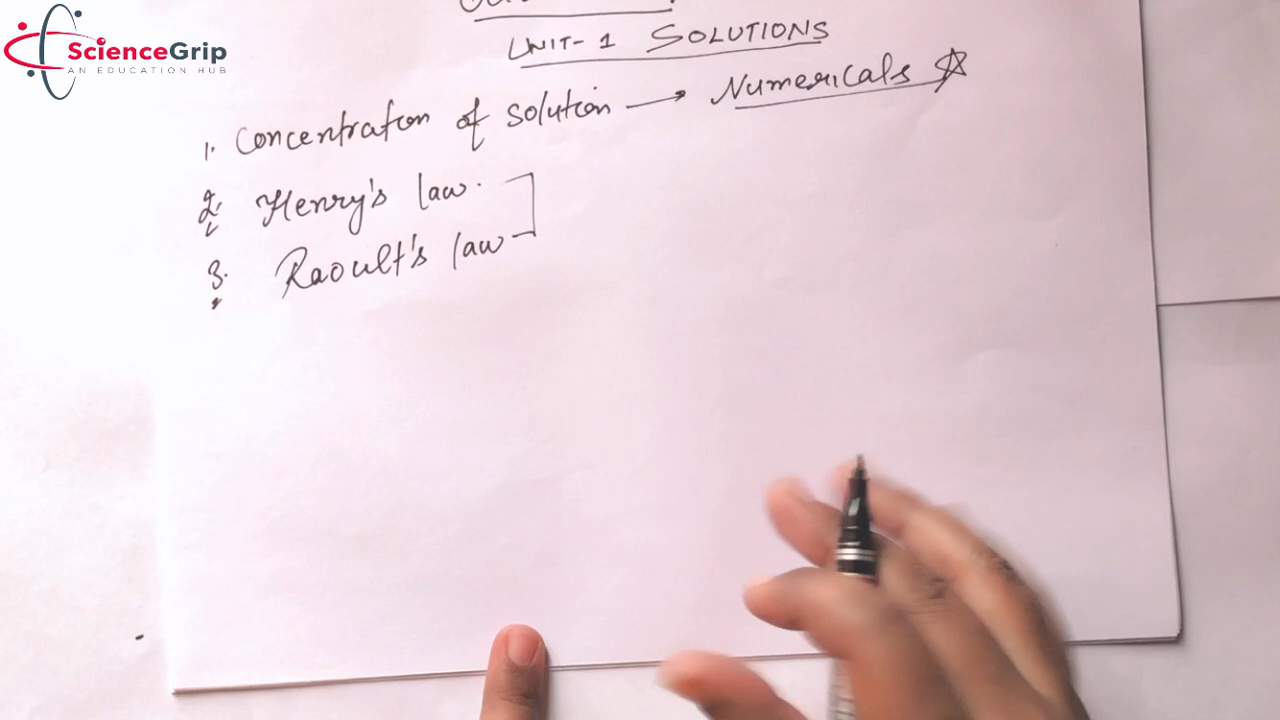 ScienceGrip
AN EDUCATION HUB
UNIT-1 SOLUTIONS
1. Concentration of solution → Numericals ☆
2. Henry's law.
3. Raoult's law